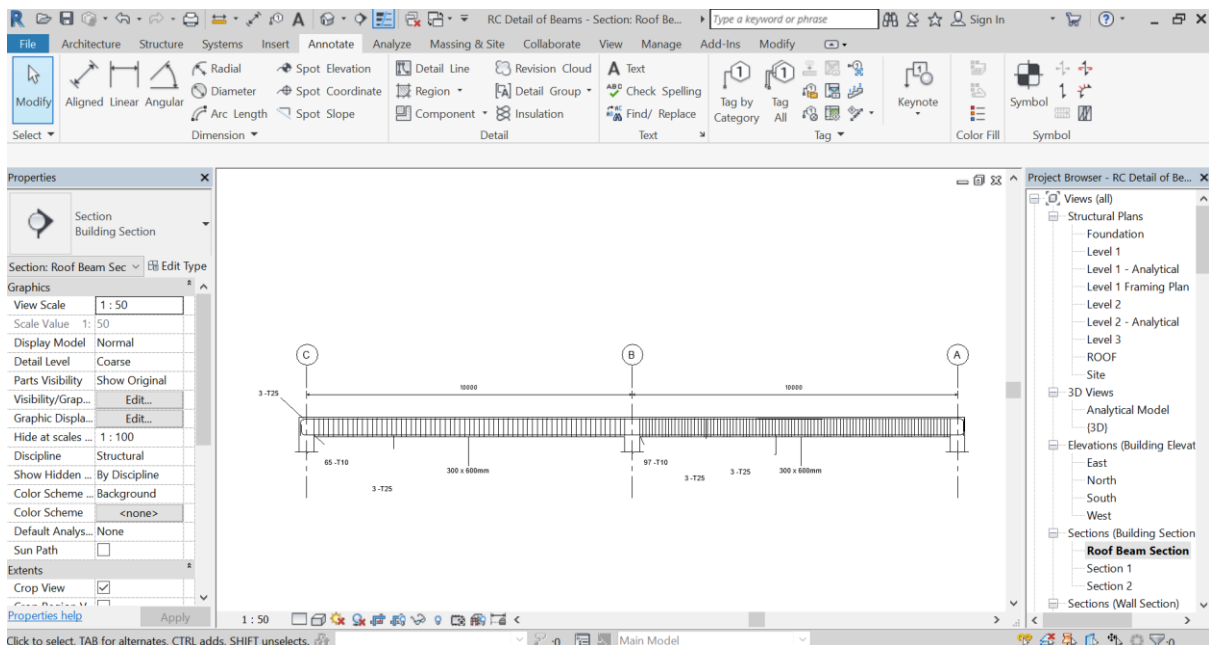 R RC Detail of Beams - Section: Roof Be... Type a keyword or phrase Sign In
File Architecture Structure Systems Insert Annotate Analyze Massing & Site Collaborate View Manage Add-Ins Modify
Modify
Select
Aligned Linear Angular
Radial
Diameter
Arc Length
Spot Elevation
Spot Coordinate
Spot Slope
Dimension
Detail Line
Region
Component
Revision Cloud
Detail Group
Insulation
Detail
A Text
ABC Check Spelling
Find/ Replace
Text
Tag by
Category
Tag
All
Tag
Keynote
Color Fill
Symbol
Symbol
Properties
Section
Building Section
Section: Roof Beam Sec Edit Type
Graphics
View Scale 1 : 50
Scale Value 1: 50
Display Model Normal
Detail Level Coarse
Parts Visibility Show Original
Visibility/Grap... Edit...
Graphic Displa... Edit...
Hide at scales ... 1 : 100
Discipline Structural
Show Hidden ... By Discipline
Color Scheme ... Background
Color Scheme <none>
Default Analys... None
Sun Path
Extents
Crop View
Properties help Apply
C B A
10000 10000
3 -T25
65 -T10
300 x 600mm
3 -T25
97 -T10
3 -T25
3 -T25
300 x 600mm
1 : 50
Project Browser - RC Detail of Be...
Views (all)
Structural Plans
Foundation
Level 1
Level 1 - Analytical
Level 1 Framing Plan
Level 2
Level 2 - Analytical
Level 3
ROOF
Site
3D Views
Analytical Model
{3D}
Elevations (Building Elevat
East
North
South
West
Sections (Building Section
Roof Beam Section
Section 1
Section 2
Sections (Wall Section)
Click to select, TAB for alternates, CTRL adds, SHIFT unselects. :0 Main Model :0